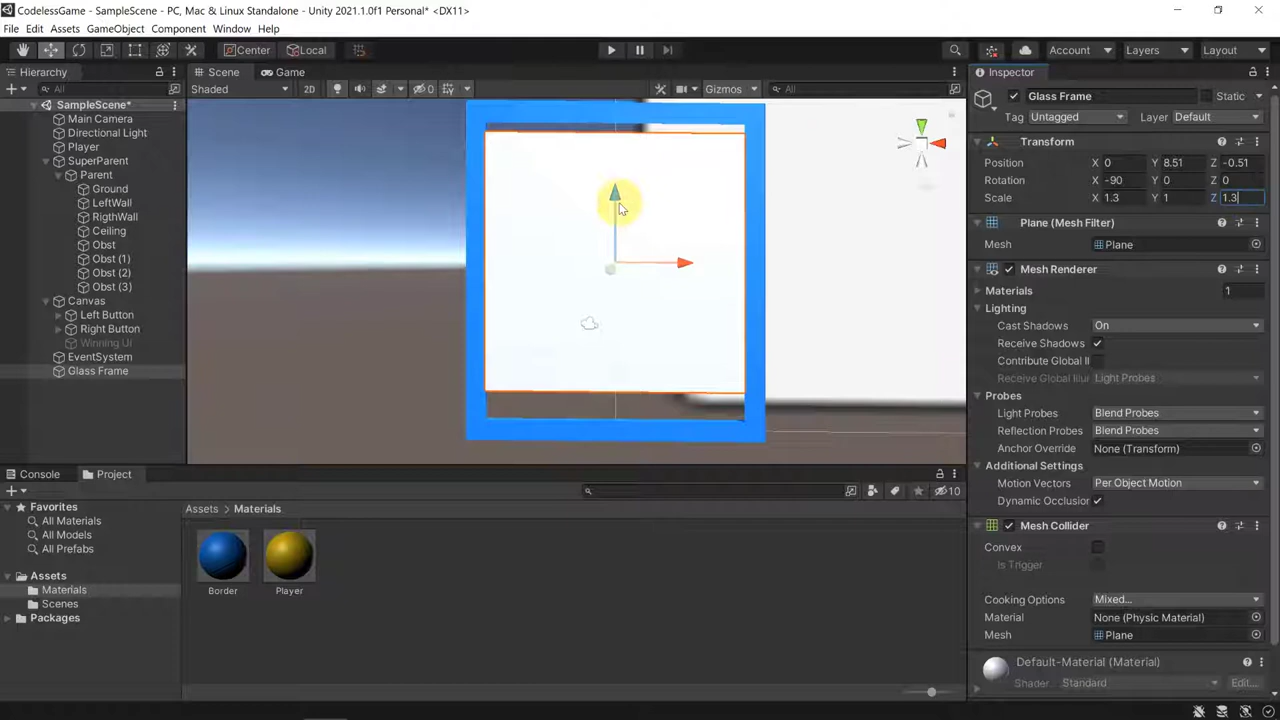 CodelessGame - SampleScene - PC, Mac & Linux Standalone - Unity 2021.1.0f1 Personal* <DX11>
File Edit Assets GameObject Component Window Help
Center Local Account Layers Layout
Hierarchy
All
SampleScene*
Main Camera
Directional Light
Player
SuperParent
Parent
Ground
LeftWall
RigthWall
Ceiling
Obst
Obst (1)
Obst (2)
Obst (3)
Canvas
Left Button
Right Button
Winning Ui
EventSystem
Glass Frame
Scene Game
Shaded 2D 0 Gizmos All
Inspector
Glass Frame Static
Tag Untagged Layer Default
Transform
Position X 0 Y 8.51 Z -0.51
Rotation X -90 Y 0 Z 0
Scale X 1.3 Y 1 Z 1.3
Plane (Mesh Filter)
Mesh Plane
Mesh Renderer
Materials 1
Lighting
Cast Shadows On
Receive Shadows
Contribute Global Il
Receive Global Illur Light Probes
Probes
Light Probes Blend Probes
Reflection Probes Blend Probes
Anchor Override None (Transform)
Additional Settings
Motion Vectors Per Object Motion
Dynamic Occlusion
Mesh Collider
Convex
Is Trigger
Cooking Options Mixed...
Material None (Physic Material)
Mesh Plane
Default-Material (Material)
Shader Standard Edit...
Console Project
10
Favorites
All Materials
All Models
All Prefabs
Assets
Materials
Scenes
Packages
Assets > Materials
Border Player